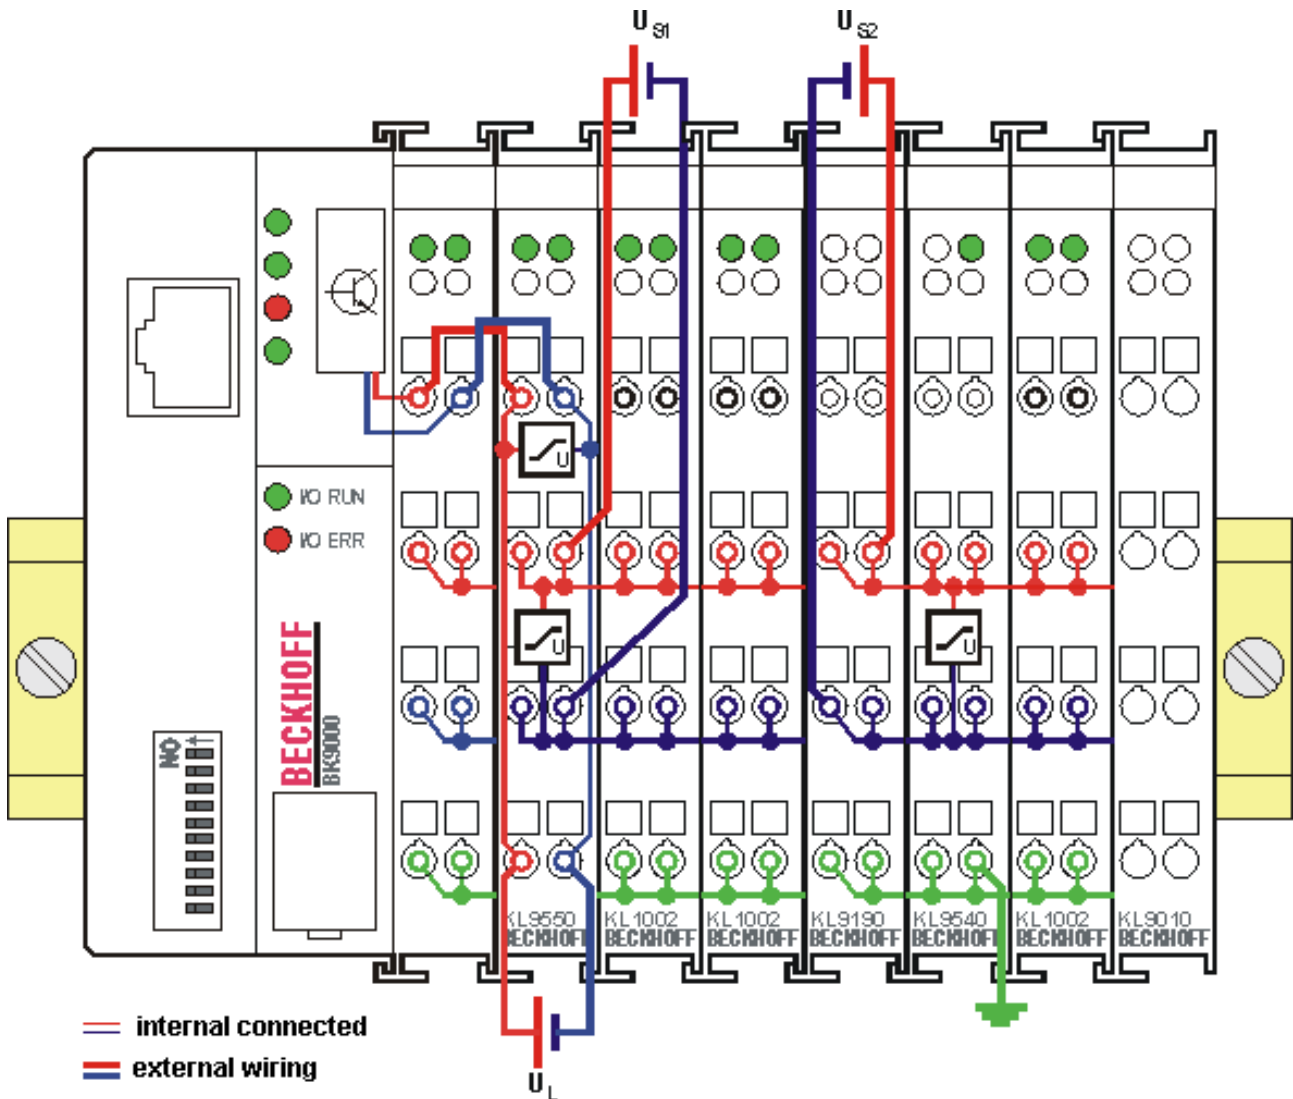 U S1
U S2
I/O RUN
I/O ERR
BECKHOFF
BK9000
NO
KL9550
BECKHOFF
KL1002
BECKHOFF
KL1002
BECKHOFF
KL9190
BECKHOFF
KL9540
BECKHOFF
KL1002
BECKHOFF
KL9010
BECKHOFF
U
U
U
internal connected
external wiring
U L